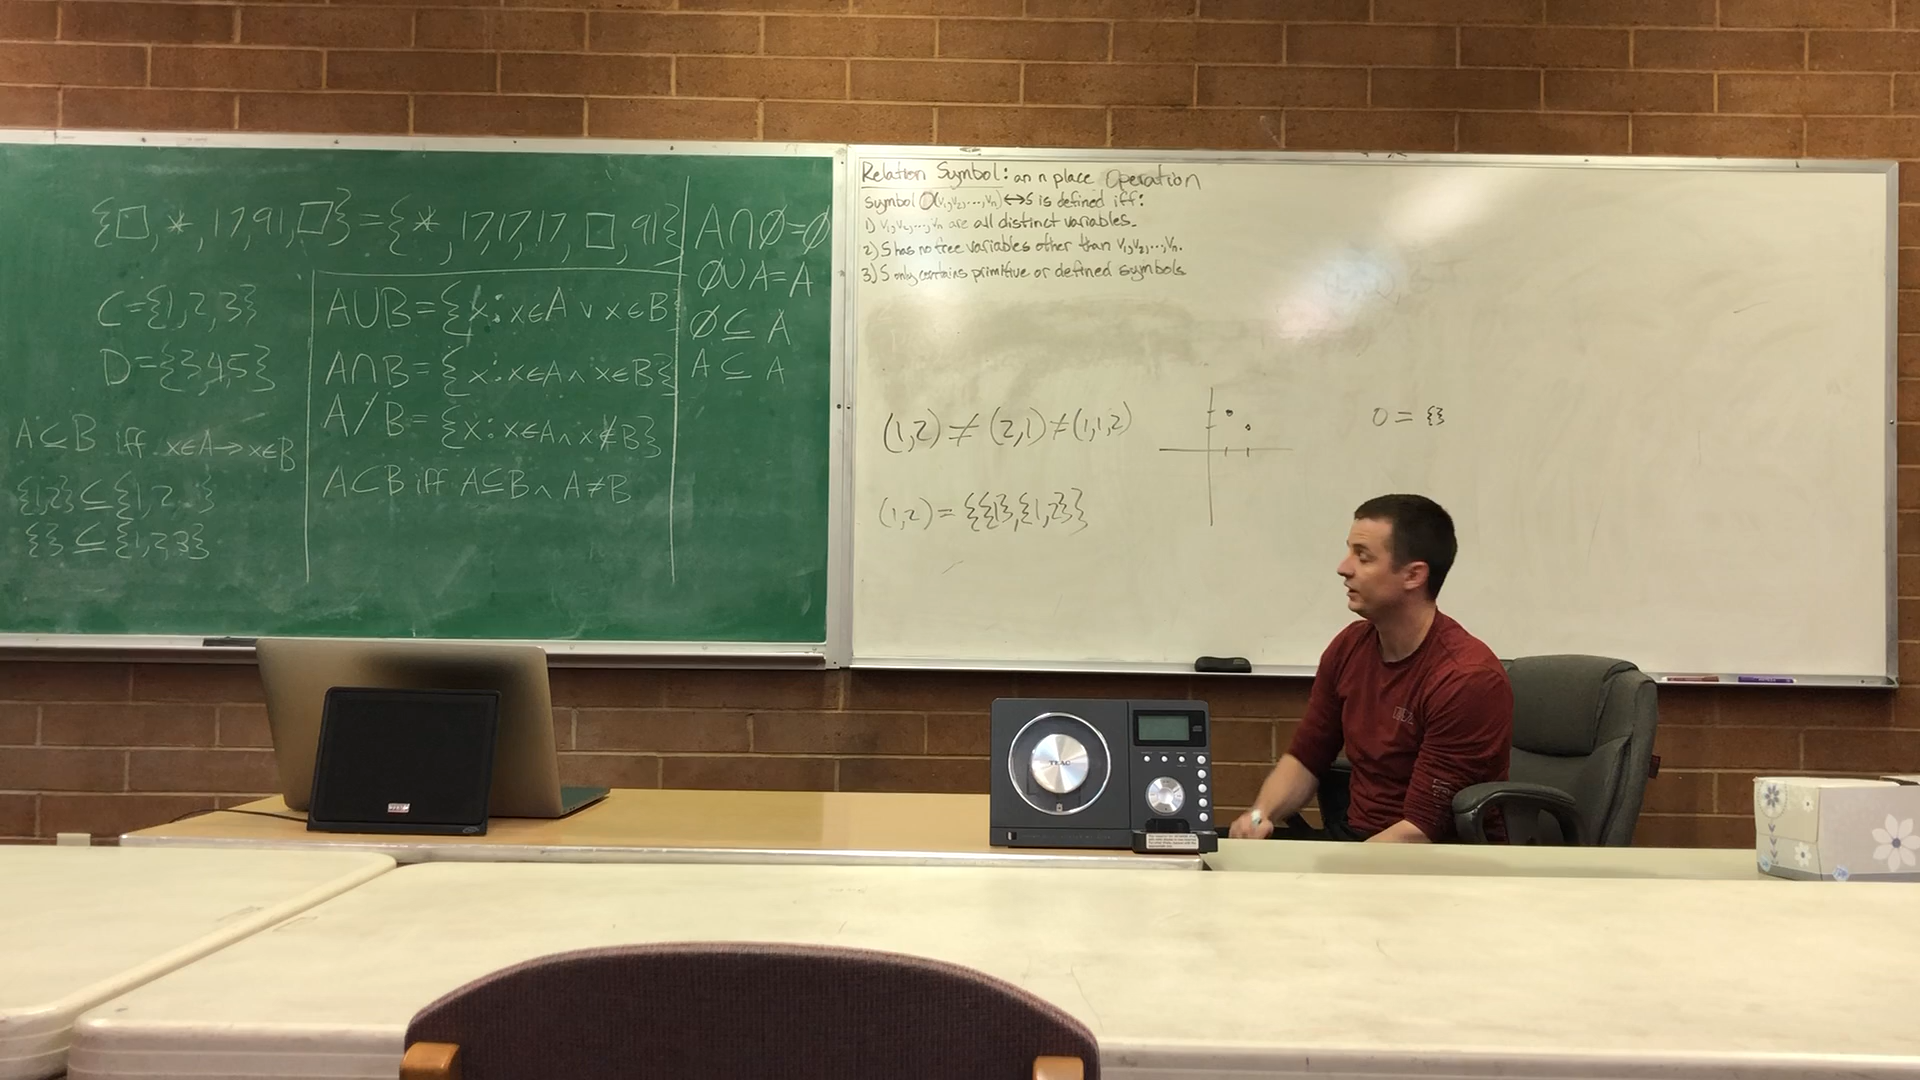 {□, *, 17, 91, □} = {*, 17, 17, 17, □, 91}
C = {1, 2, 3}
D = {3, 4, 5}
A ⊆ B iff x∈A → x∈B
{1, 2} ⊆ {1, 2, }
{} ⊆ {1, 2, 3}
A∪B = {x : x∈A ∨ x∈B}
A∩B = {x : x∈A ∧ x∈B}
A / B = {x : x∈A ∧ x∉B}
A⊂B iff A⊆B ∧ A≠B
A∩∅=∅
∅∪A=A
∅ ⊆ A
A ⊆ A
Relation Symbol: an n place Operation
symbol O(v₁,v₂,...,vₙ) ↔ S is defined iff:
1) v₁,v₂,...,vₙ are all distinct variables.
2) S has no free variables other than v₁,v₂,...,vₙ.
3) S only contains primitive or defined symbols
(1,2) ≠ (2,1) ≠ (1,1,2)
0 = {}
(1,2) = {{1},{1,2}}
TEAC